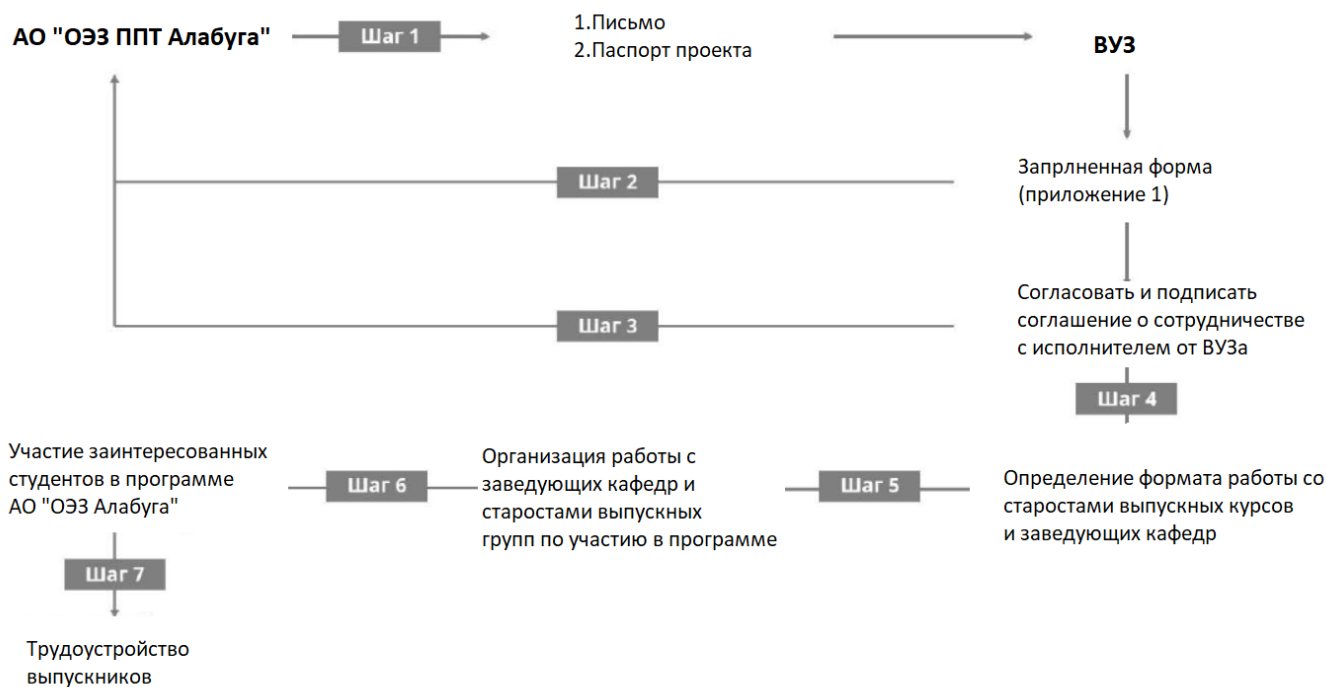 АО "ОЭЗ ППТ Алабуга"
Шаг 1
1.Письмо
2.Паспорт проекта
ВУЗ
Шаг 2
Запрлненная форма
(приложение 1)
Шаг 3
Согласовать и подписать
соглашение о сотрудничестве
с исполнителем от ВУЗа
Шаг 4
Определение формата работы со
старостами выпускных курсов
и заведующих кафедр
Шаг 5
Организация работы с
заведующих кафедр и
старостами выпускных
групп по участию в программе
Шаг 6
Участие заинтересованных
студентов в программе
АО "ОЭЗ Алабуга"
Шаг 7
Трудоустройство
выпускников